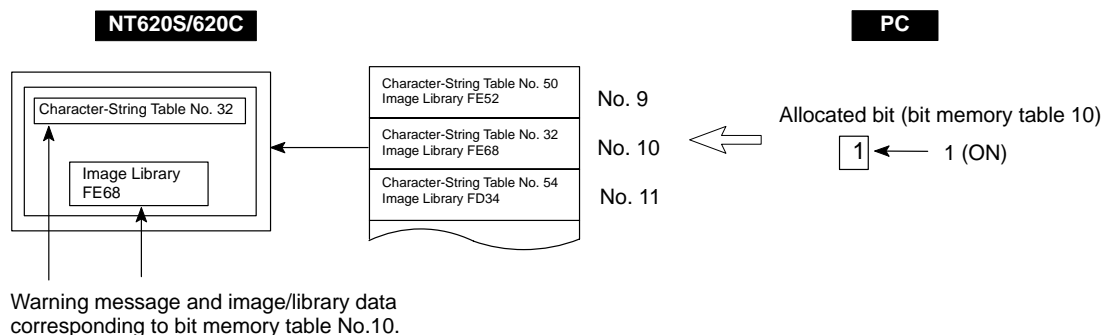 NT620S/620C
PC
Character-String Table No. 32
Image Library
FE68
Character-String Table No. 50
Image Library FE52
No. 9
Character-String Table No. 32
Image Library FE68
No. 10
Character-String Table No. 54
Image Library FD34
No. 11
Allocated bit (bit memory table 10)
1
1 (ON)
Warning message and image/library data
corresponding to bit memory table No.10.